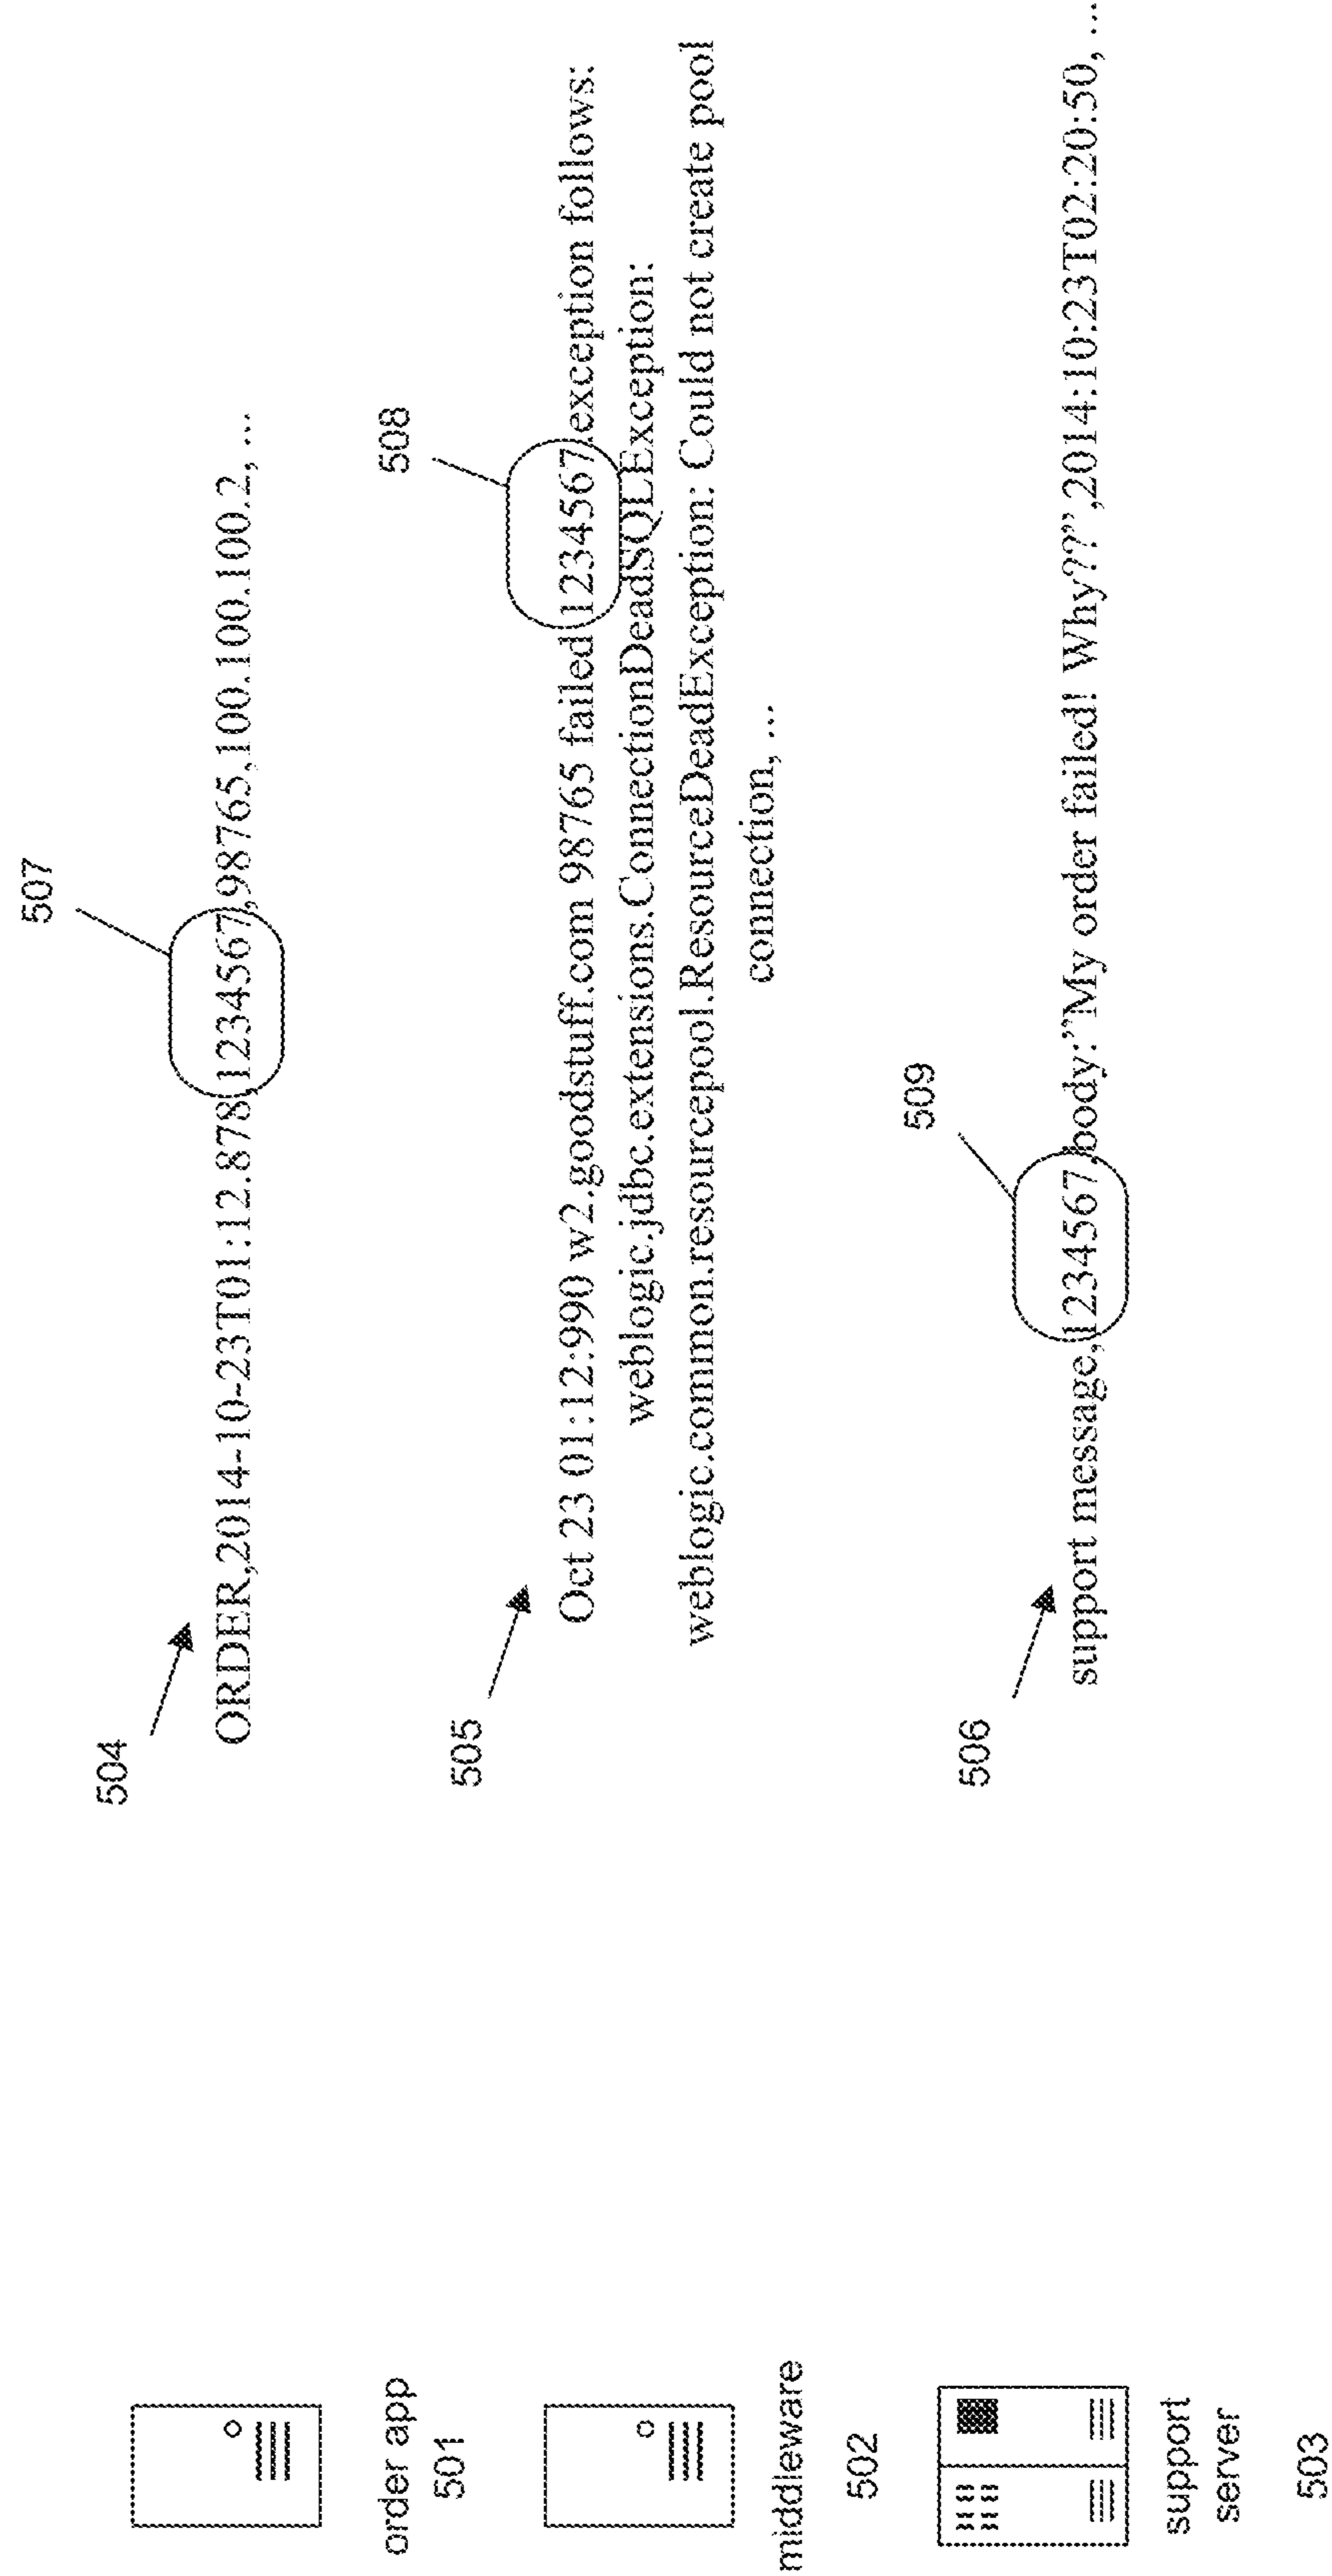 507
504
ORDER,2014-10-23T01:12.878,1234567,98765,100.100.100.2, ...
order app
501
508
505
Oct 23 01:12:990 w2.goodstuff.com 98765 failed 1234567.exception follows:
weblogic.jdbc.extensions.ConnectionDeadSQLException:
weblogic.common.resourcepool.ResourceDeadException: Could not create pool
connection, ...
middleware
502
509
506
support message,1234567,body:”My order failed! Why??”,2014:10:23T02:20:50, ...
support
server
503